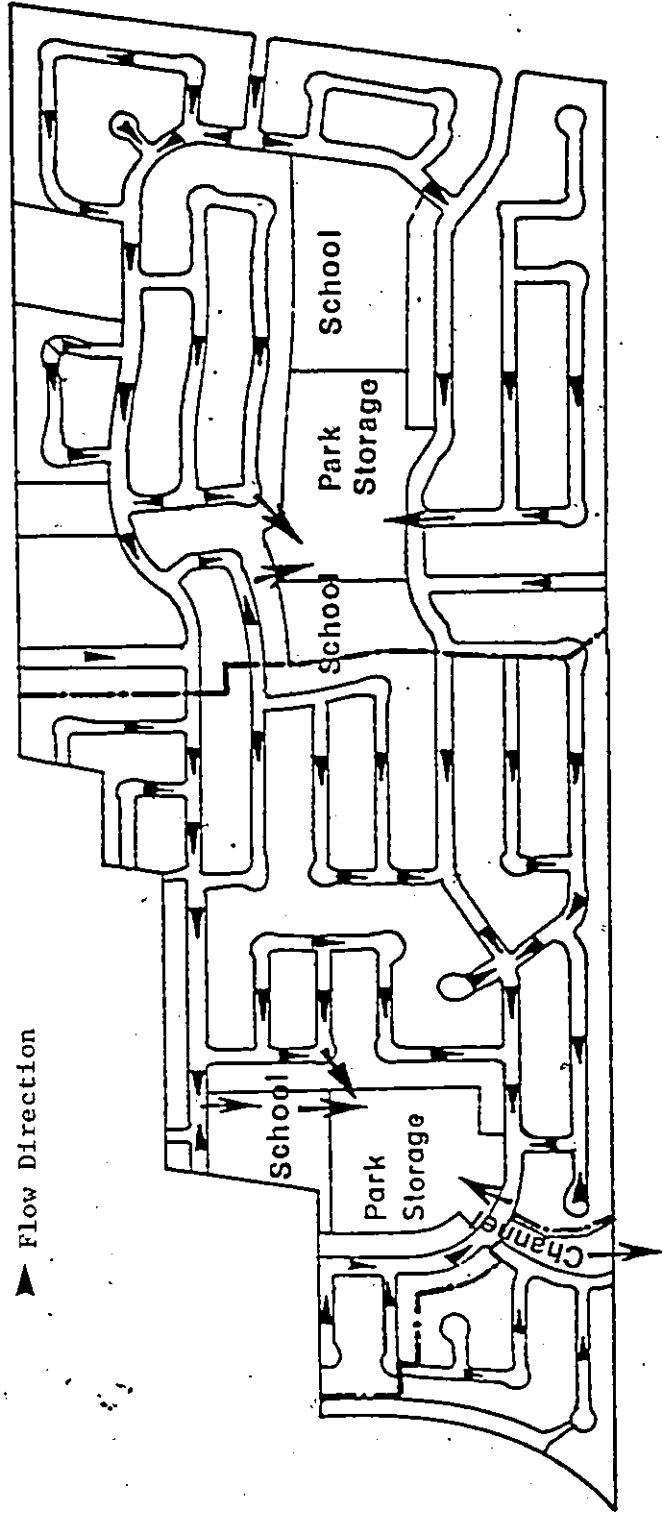 Flow Direction
School
Park
Storage
School
School
Park
Storage
Channel